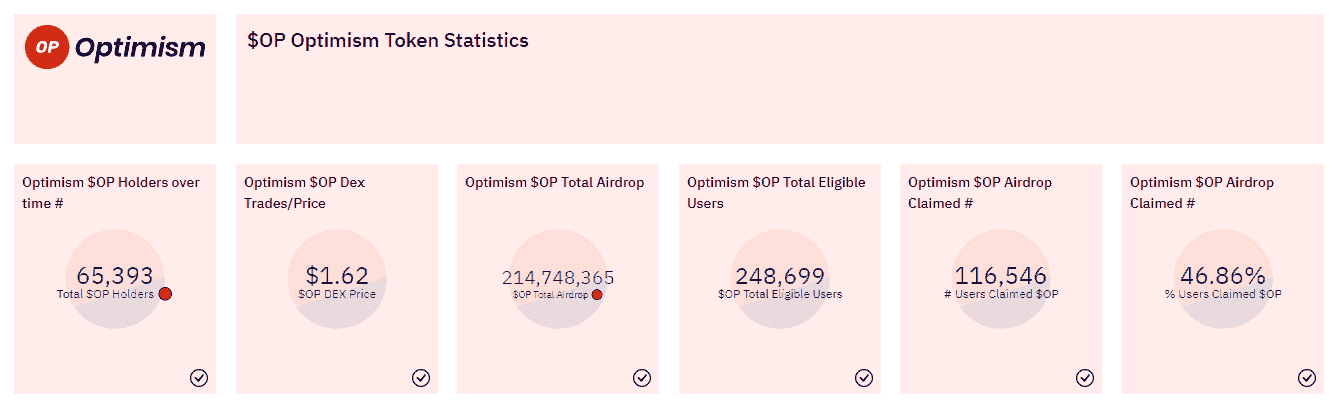 OP Optimism
$OP Optimism Token Statistics
Optimism $OP Holders over
time #
65,393
Total $OP Holders
Optimism $OP Dex
Trades/Price
$1.62
$OP DEX Price
Optimism $OP Total Airdrop
214,748,365
$OP Total Airdrop
Optimism $OP Total Eligible
Users
248,699
$OP Total Eligible Users
Optimism $OP Airdrop
Claimed #
116,546
# Users Claimed $OP
Optimism $OP Airdrop
Claimed #
46.86%
% Users Claimed $OP